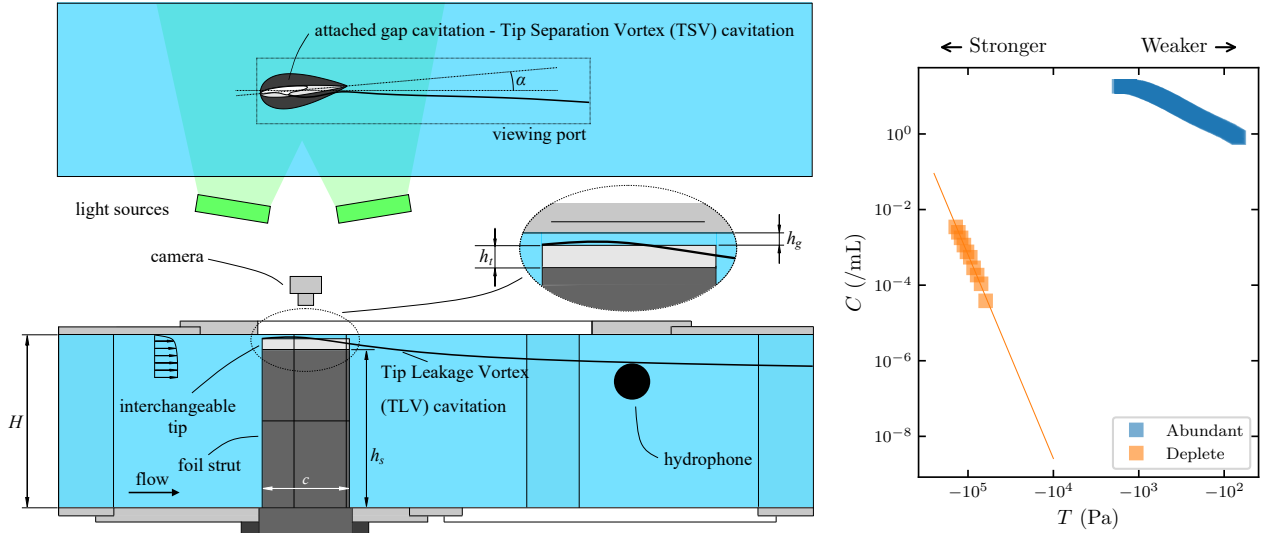 attached gap cavitation - Tip Separation Vortex (TSV) cavitation
α
viewing port
light sources
camera
h_t
h_g
H
intercheangeable
tip
foil strut
flow
c
h_s
Tip Leakage Vortex
(TLV) cavitation
hydrophone
← Stronger
Weaker →
C (/mL)
10^0
10^−2
10^−4
10^−6
10^−8
Abundant
Deplete
−10^5
−10^4
−10^3
−10^2
T (Pa)